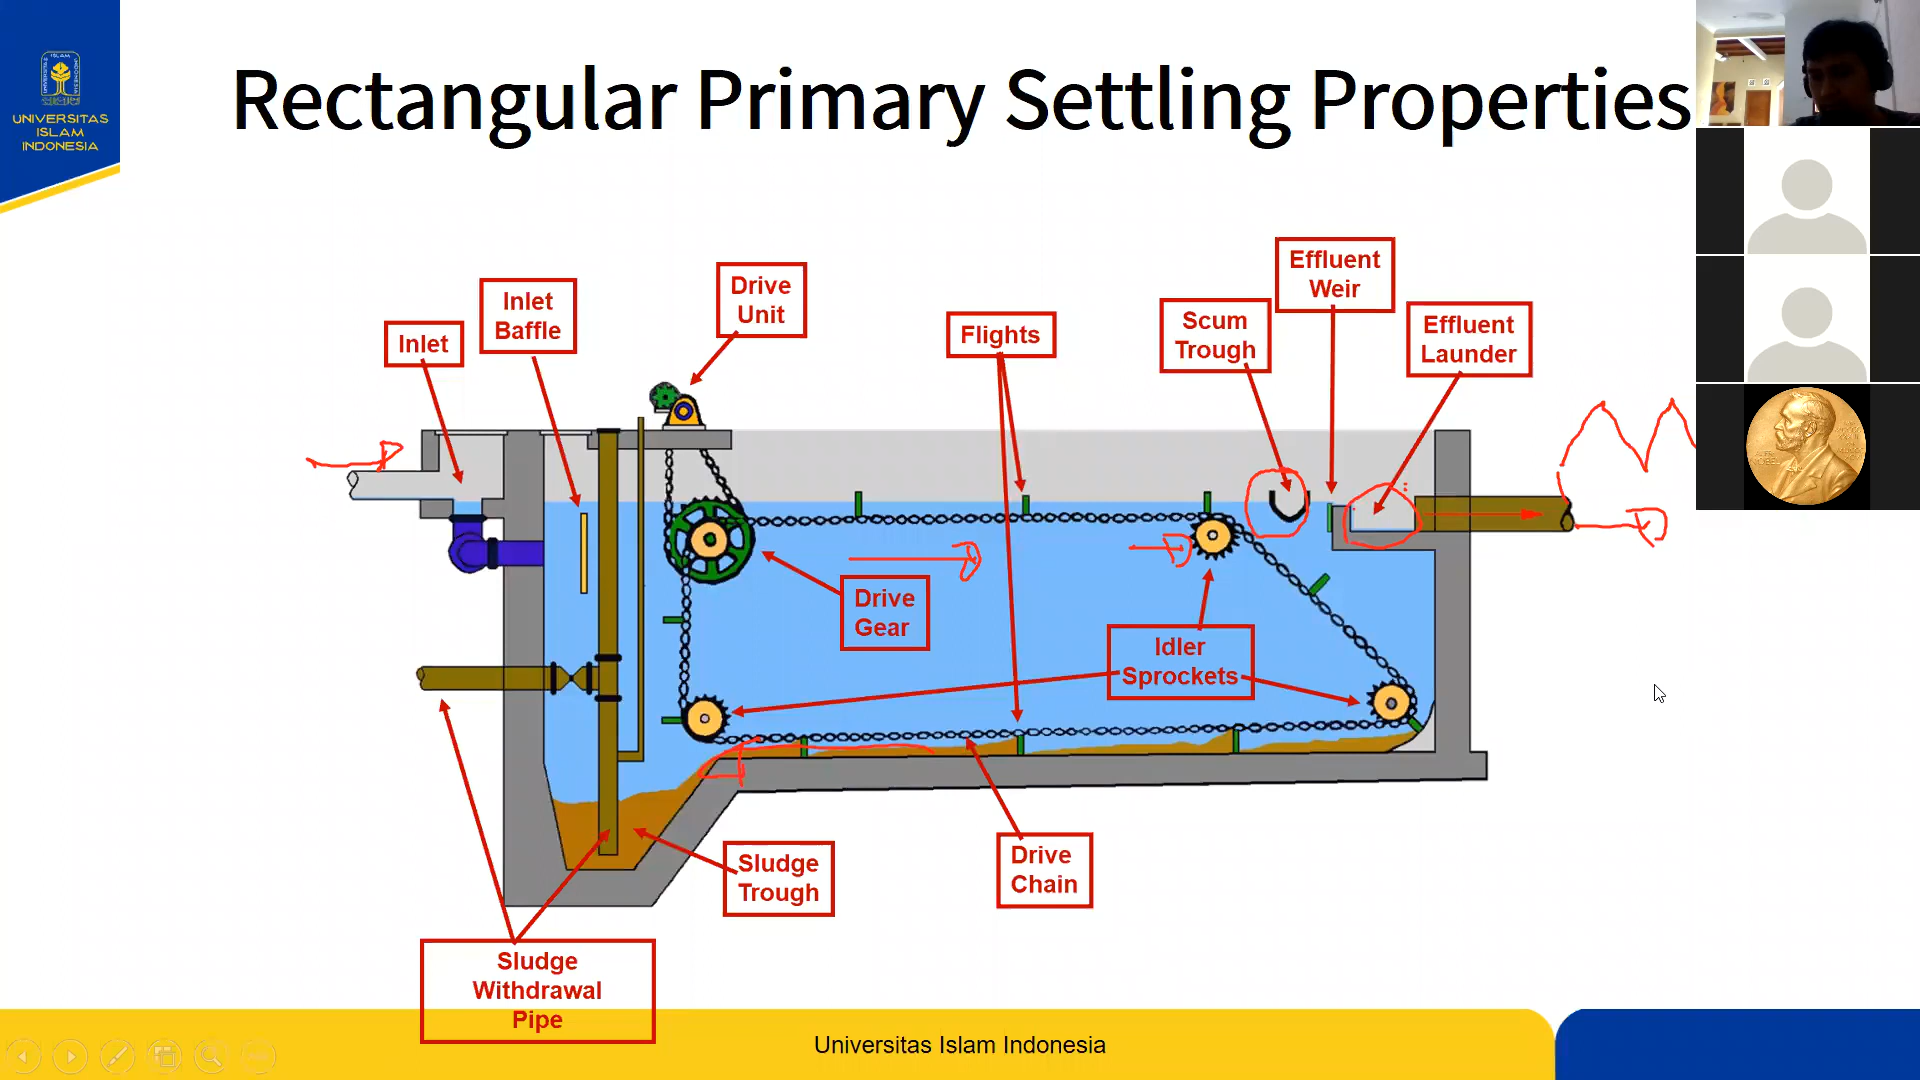 UNIVERSITAS
ISLAM
INDONESIA
Rectangular Primary Settling Properties
Inlet
Inlet
Baffle
Drive
Unit
Flights
Scum
Trough
Effluent
Weir
Effluent
Launder
Drive
Gear
Idler
Sprockets
Sludge
Trough
Drive
Chain
Sludge
Withdrawal
Pipe
Universitas Islam Indonesia